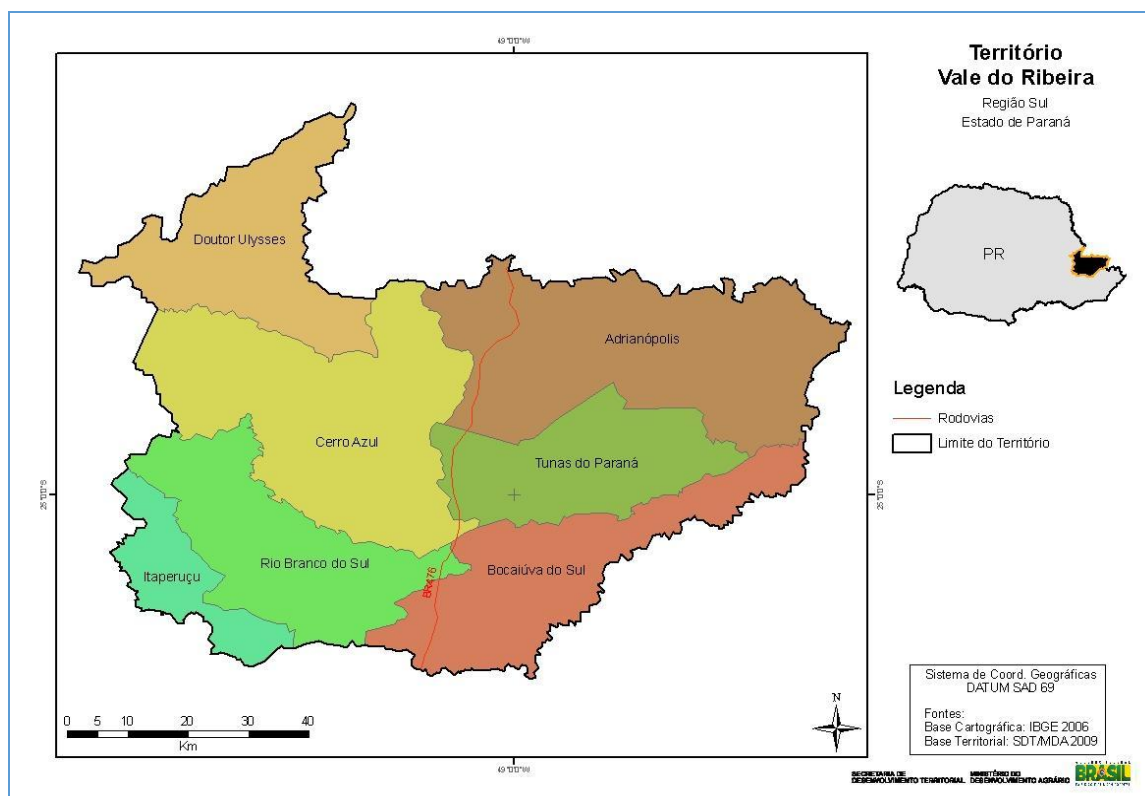 Território
Vale do Ribeira
Região Sul
Estado de Paraná
PR
Legenda
Rodovias
Limite do Território
49°0'0"W
Doutor Ulysses
Adrianópolis
Cerro Azul
Tunas do Paraná
25°0'0"S
25°0'0"S
Rio Branco do Sul
Bocaiúva do Sul
Itaperuçu
BR476
0 5 10 20 30 40
Km
N
49°0'0"W
Sistema de Coord. Geográficas
DATUM SAD 69
Fontes:
Base Cartográfica: IBGE 2006
Base Territorial: SDT/MDA 2009
SECRETARIA DE
DESENVOLVIMENTO TERRITORIAL
MINISTÉRIO DO
DESENVOLVIMENTO AGRÁRIO
BRASIL